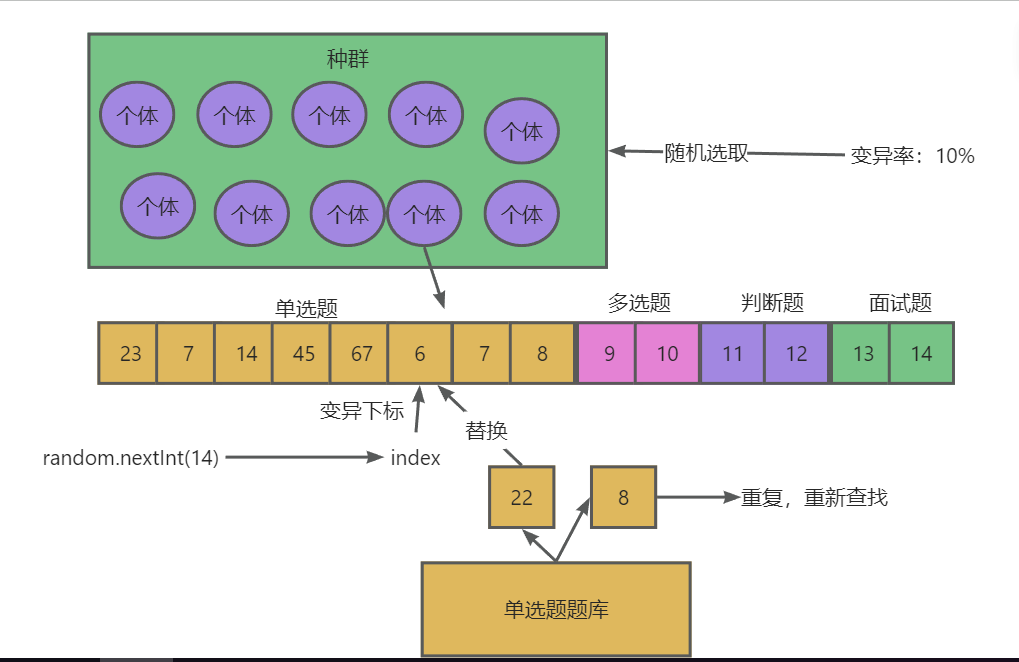 种群
个体 个体 个体 个体 个体
随机选取 变异率：10%
个体 个体 个体 个体 个体
单选题 多选题 判断题 面试题
23 7 14 45 67 6 7 8 9 10 11 12 13 14
变异下标
替换
random.nextInt(14) index
22 8 重复，重新查找
单选题题库